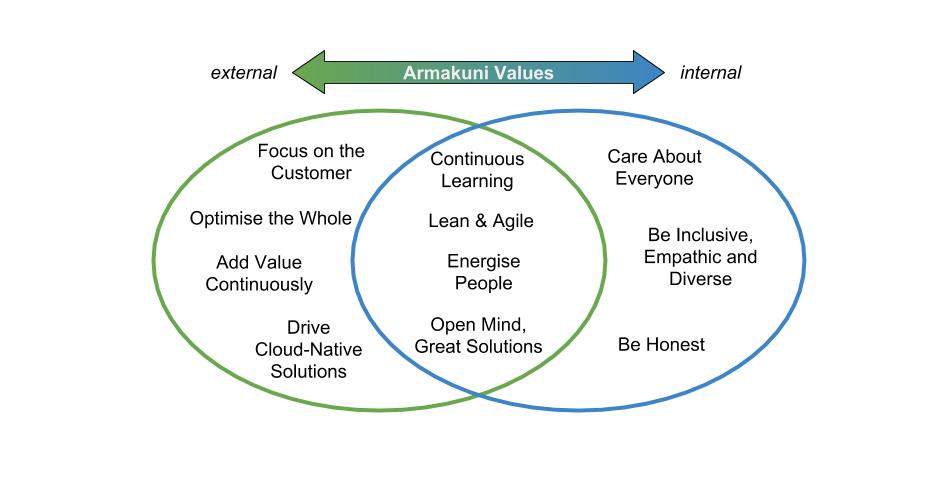 external
Armakuni Values
internal
Focus on the
Customer
Optimise the Whole
Add Value
Continuously
Drive
Cloud-Native
Solutions
Continuous
Learning
Lean & Agile
Energise
People
Open Mind,
Great Solutions
Care About
Everyone
Be Inclusive,
Empathic and
Diverse
Be Honest